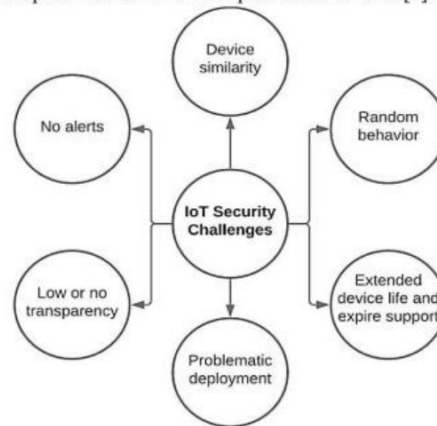 Device
similarity
No alerts
Random
behavior
IoT Security
Challenges
Low or no
transparency
Extended
device life and
expire support
Problematic
deployment